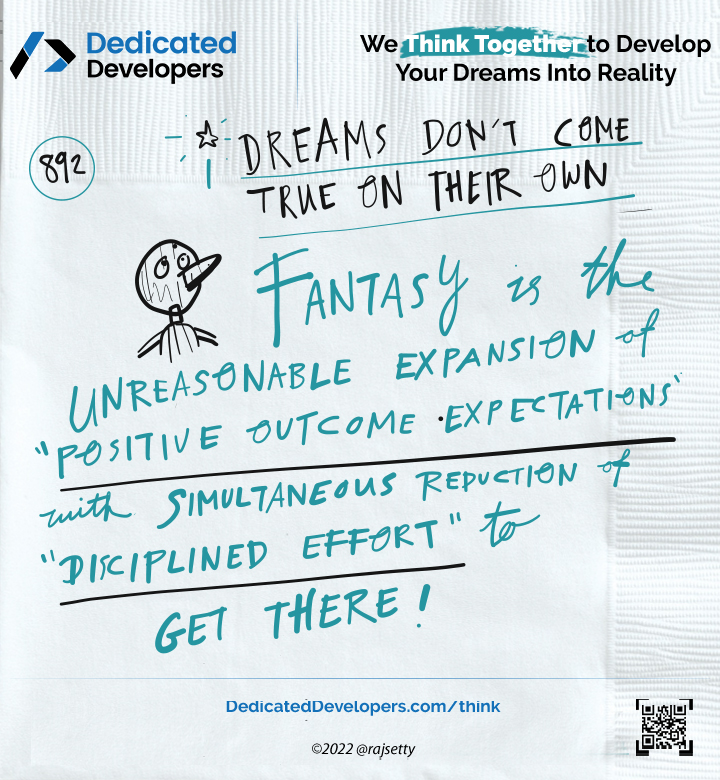 Dedicated
Developers
We Think Together to Develop
Your Dreams Into Reality
892
DREAMS DON'T COME
TRUE ON THEIR OWN
FANTASY is the
UNREASONABLE EXPANSION of
"POSITIVE OUTCOME EXPECTATIONS"
with SIMULTANEOUS REDUCTION of
"DISCIPLINED EFFORT" to
GET THERE!
DedicatedDevelopers.com/think
©2022 @rajsetty